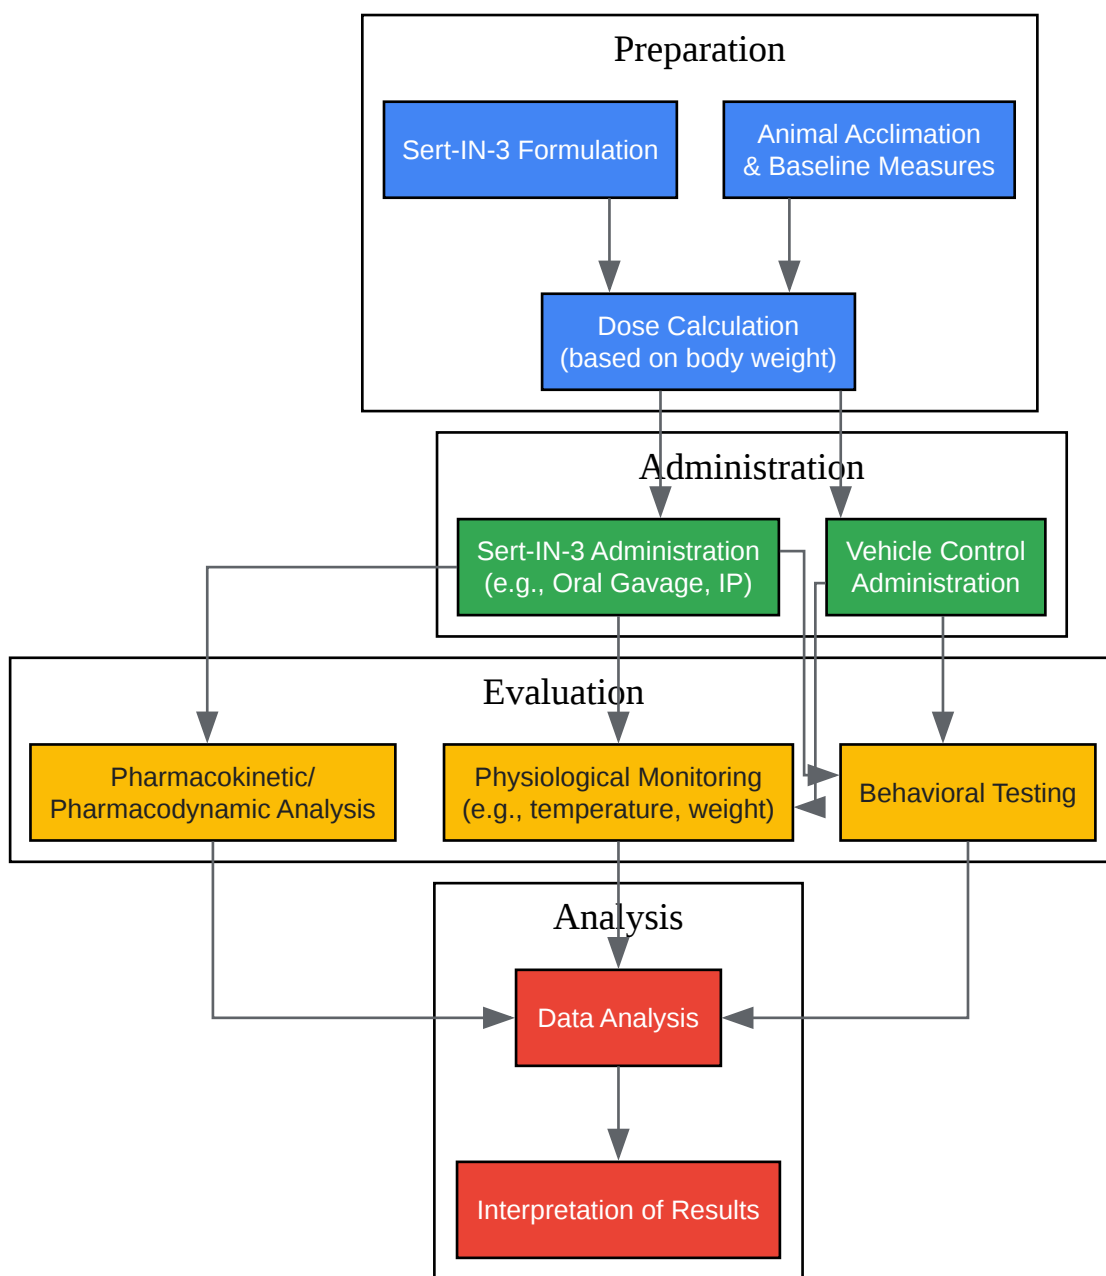 Preparation
Sert-IN-3 Formulation
Animal Acclimation
& Baseline Measures
Dose Calculation
(based on body weight)
Administration
Sert-IN-3 Administration
(e.g., Oral Gavage, IP)
Vehicle Control
Administration
Evaluation
Pharmacokinetic/
Pharmacodynamic Analysis
Physiological Monitoring
(e.g., temperature, weight)
Behavioral Testing
Analysis
Data Analysis
Interpretation of Results